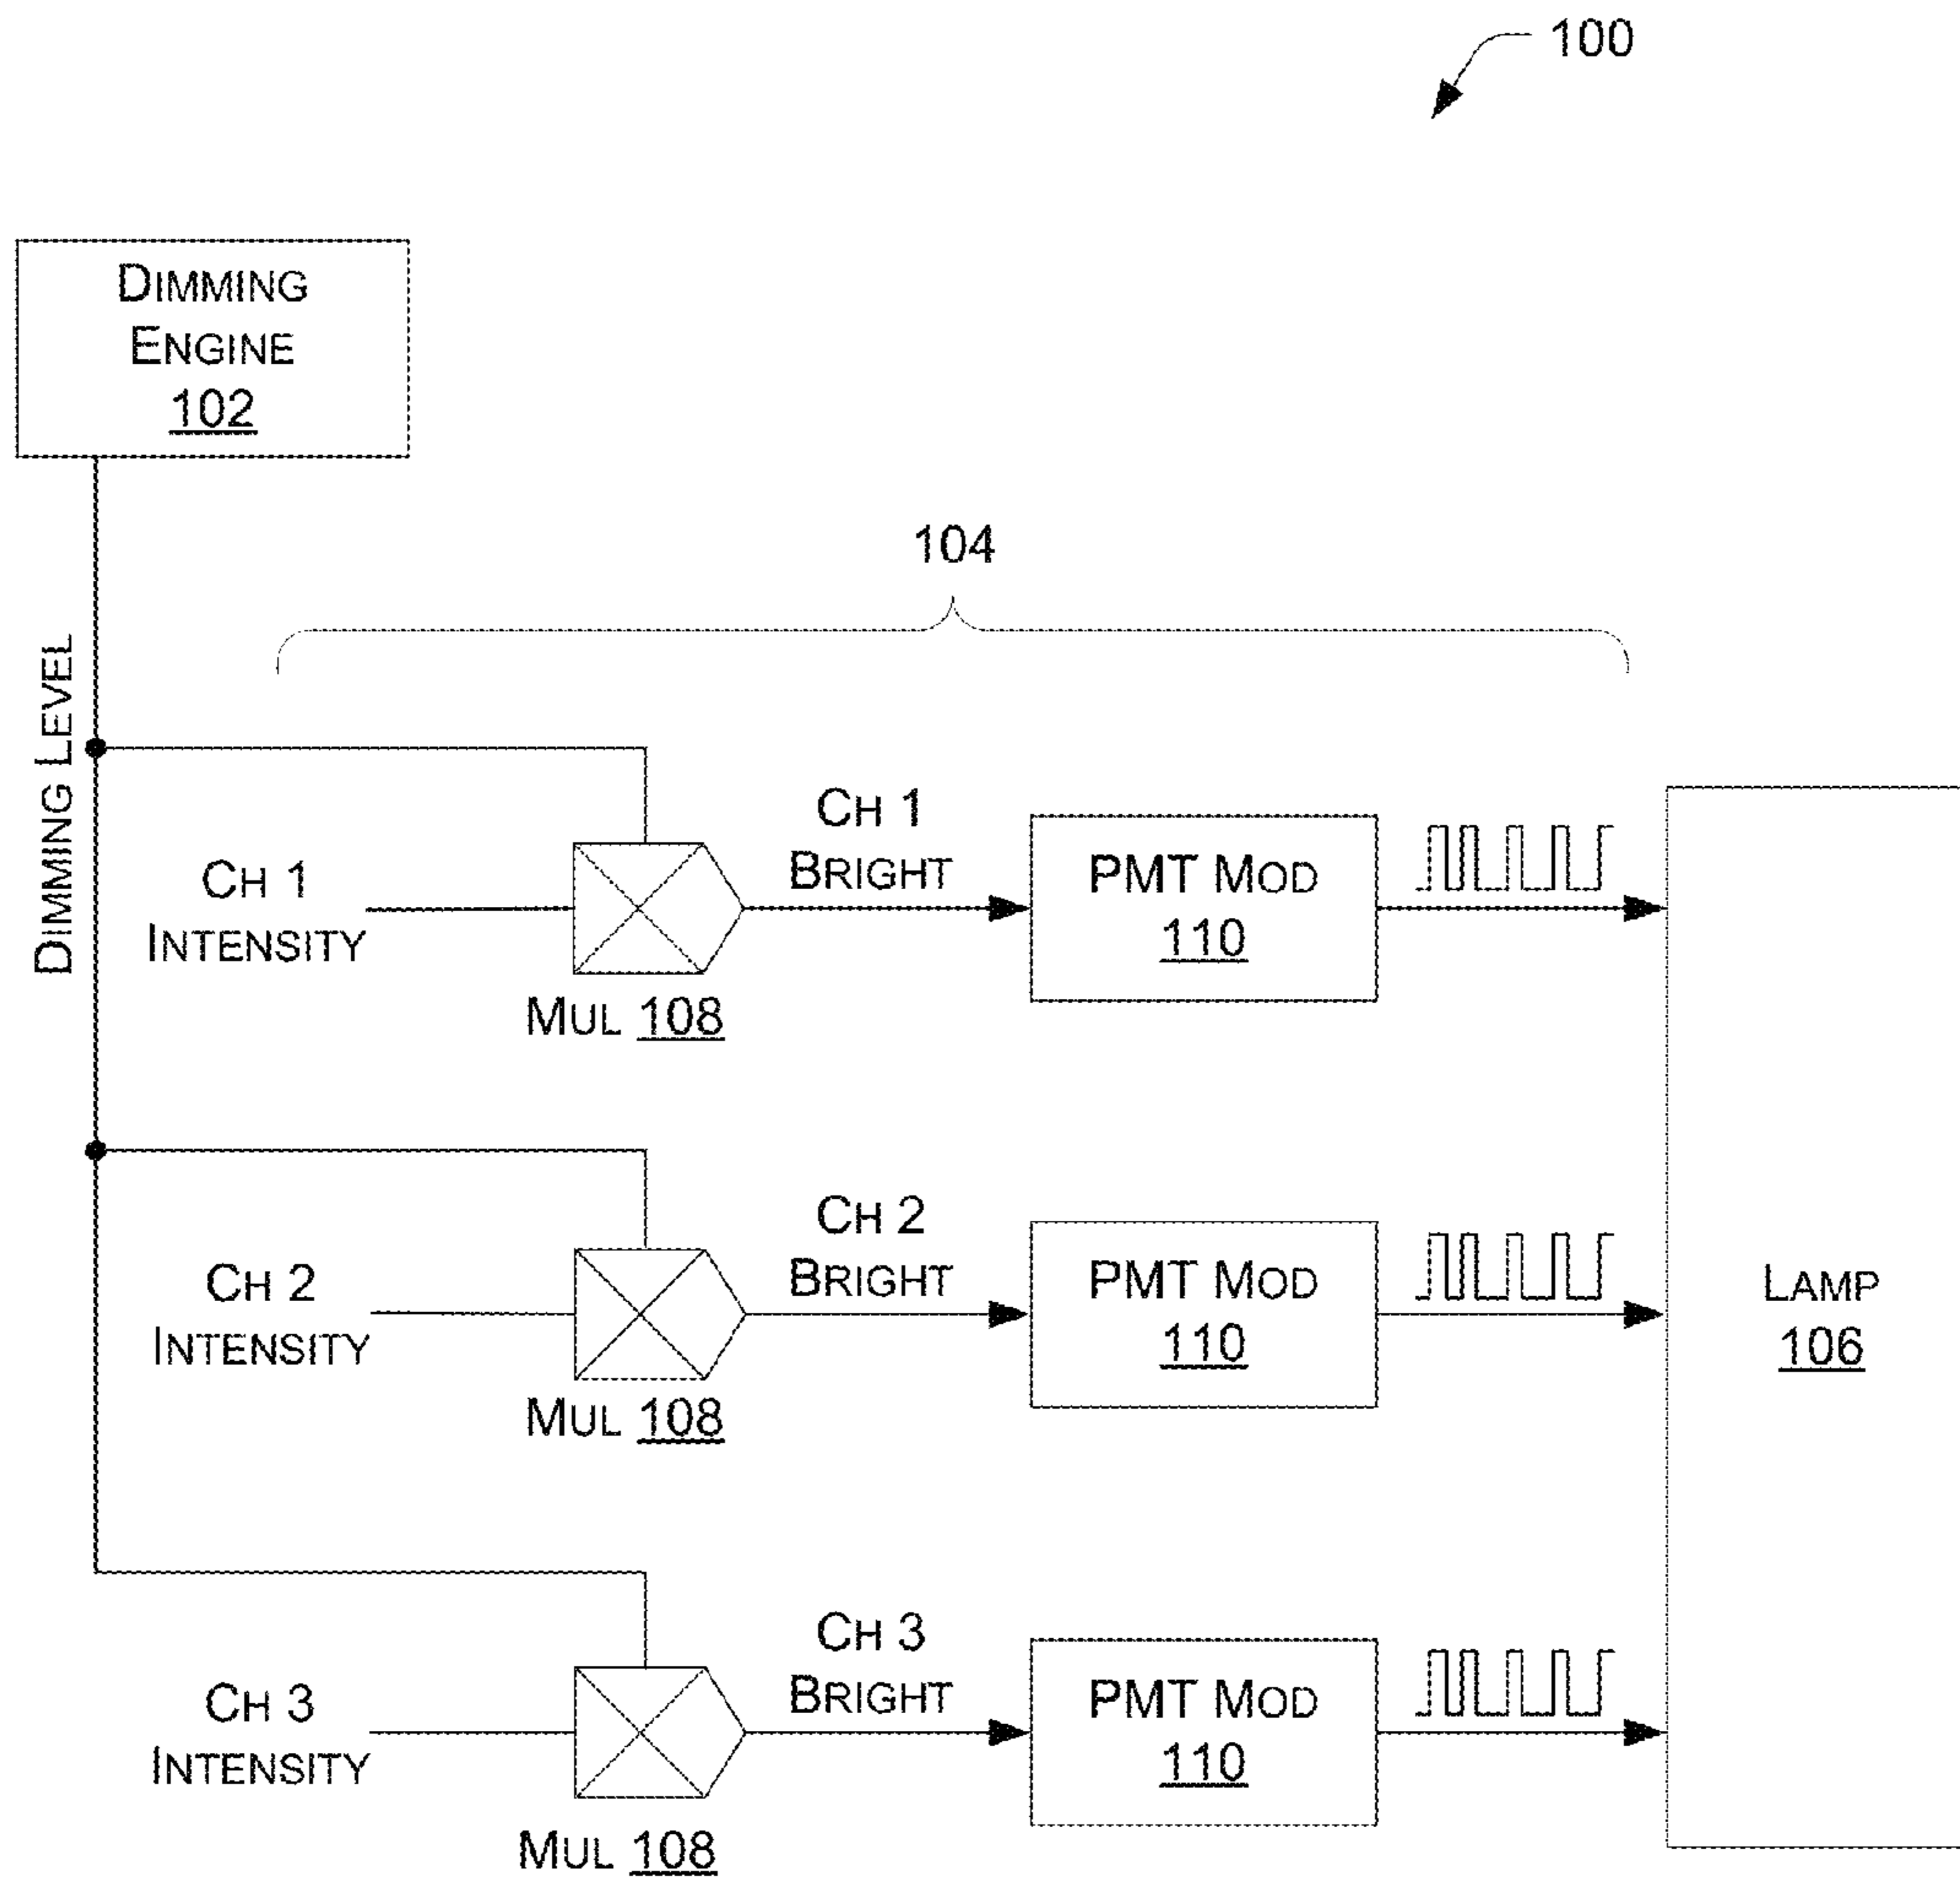 100
DIMMING
ENGINE
102
104
DIMMING LEVEL
CH 1
INTENSITY
MUL 108
CH 1
BRIGHT
PMT MOD
110
CH 2
INTENSITY
MUL 108
CH 2
BRIGHT
PMT MOD
110
LAMP
106
CH 3
INTENSITY
MUL 108
CH 3
BRIGHT
PMT MOD
110